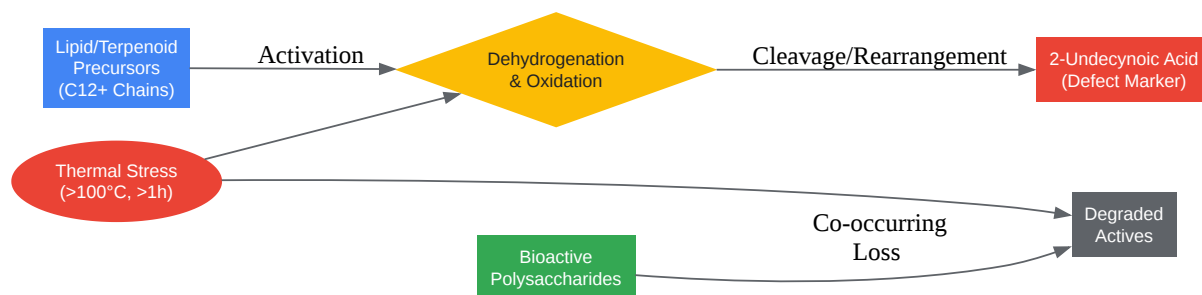 Lipid/Terpenoid
Precursors
(C12+ Chains)
Activation
Dehydrogenation
& Oxidation
Cleavage/Rearrangement
2-Undecynoic Acid
(Defect Marker)
Thermal Stress
(>100°C, >1h)
Bioactive
Polysaccharides
Co-occurring
Loss
Degraded
Actives